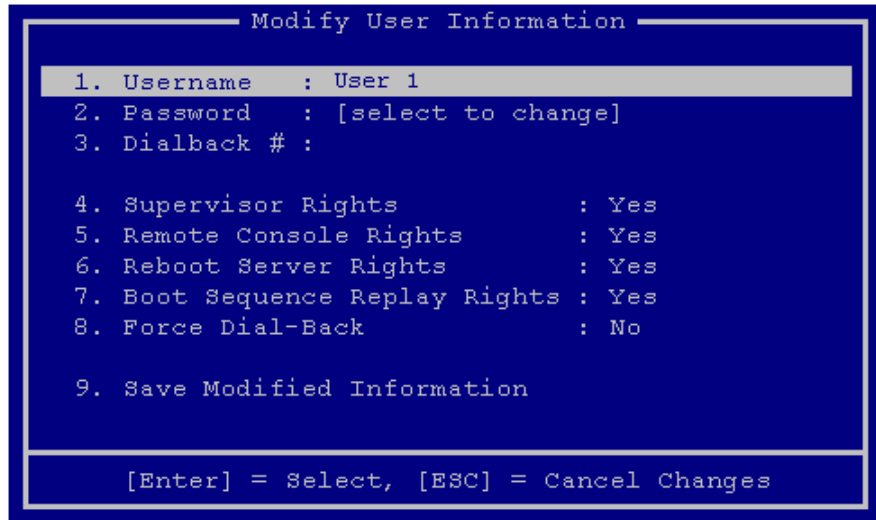 Modify User Information
1. Username : User 1
2. Password : [select to change]
3. Dialback # :
4. Supervisor Rights : Yes
5. Remote Console Rights : Yes
6. Reboot Server Rights : Yes
7. Boot Sequence Replay Rights : Yes
8. Force Dial-Back : No
9. Save Modified Information
[Enter] = Select, [ESC] = Cancel Changes